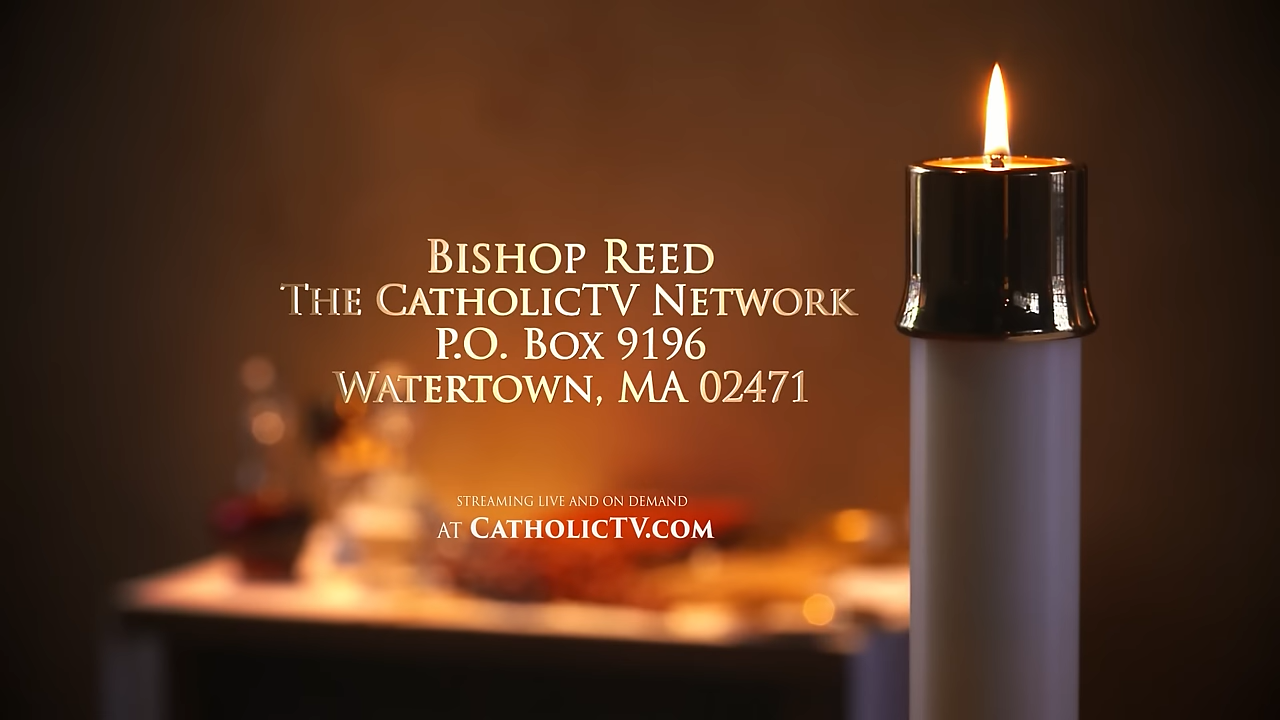 Bishop Reed
The CatholicTV Network
P.O. Box 9196
Watertown, MA 02471
STREAMING LIVE AND ON DEMAND
AT CatholicTV.com